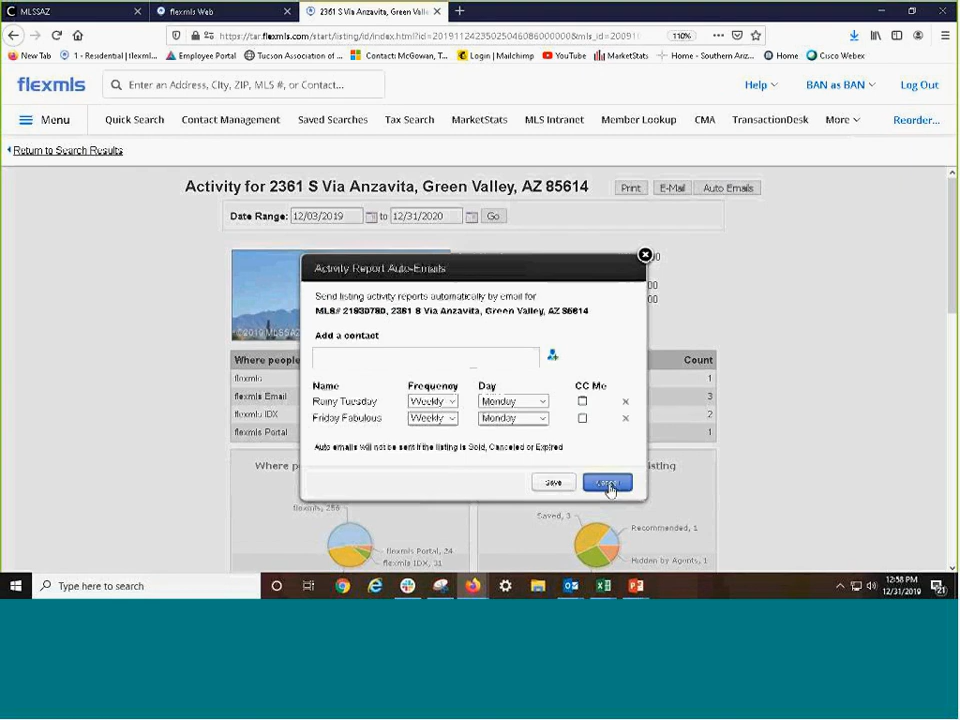 MLSSAZ
flexmls Web
2361 S Via Anzavita, Green Valle
https://tar.flexmls.com/start/listing/id/index.html?id=20191124235025046086000000&mls_id=20091
110%
New Tab
1 - Residential | flexml...
Employee Portal
Tucson Association of ...
Contact: McGowan, T...
Login | Mailchimp
YouTube
MarketStats
Home - Southern Ariz...
Home
Cisco Webex
flexmls
Enter an Address, City, ZIP, MLS #, or Contact...
Help
BAN as BAN
Log Out
Menu
Quick Search
Contact Management
Saved Searches
Tax Search
MarketStats
MLS Intranet
Member Lookup
CMA
TransactionDesk
More
Reorder...
Return to Search Results
Activity for 2361 S Via Anzavita, Green Valley, AZ 85614
Print
E-Mail
Auto Emails
Date Range: 12/03/2019 to 12/31/2020 Go
Activity Report Auto-Emails
Send listing activity reports automatically by email for
MLS# 21930780, 2361 S Via Anzavita, Green Valley, AZ 85614
Add a contact
Name Frequency Day CC Me
Rainy Tuesday Weekly Monday
Friday Fabulous Weekly Monday
Auto emails will not be sent if the listing is Sold, Canceled or Expired
Save
Cancel
©2019 MLSSAZ
Where people
Count
flexmls 1
flexmls Email 3
flexmls IDX 2
flexmls Portal 1
Where p
isting
flexmls, 256
flexmls Portal, 24
flexmls IDX, 31
Saved, 3
Recommended, 1
Hidden by Agents, 1
Type here to search
12:58 PM
12/31/2019
21